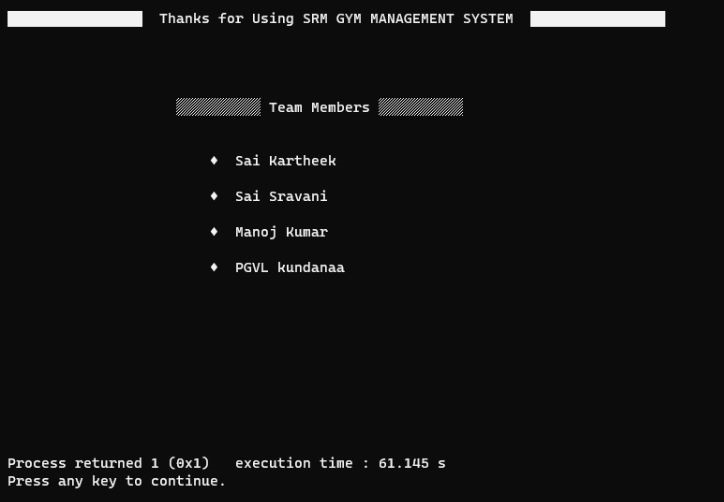 Thanks for Using SRM GYM MANAGEMENT SYSTEM
Team Members
♦ Sai Kartheek
♦ Sai Sravani
♦ Manoj Kumar
♦ PGVL kundanaa
Process returned 1 (0x1)   execution time : 61.145 s
Press any key to continue.